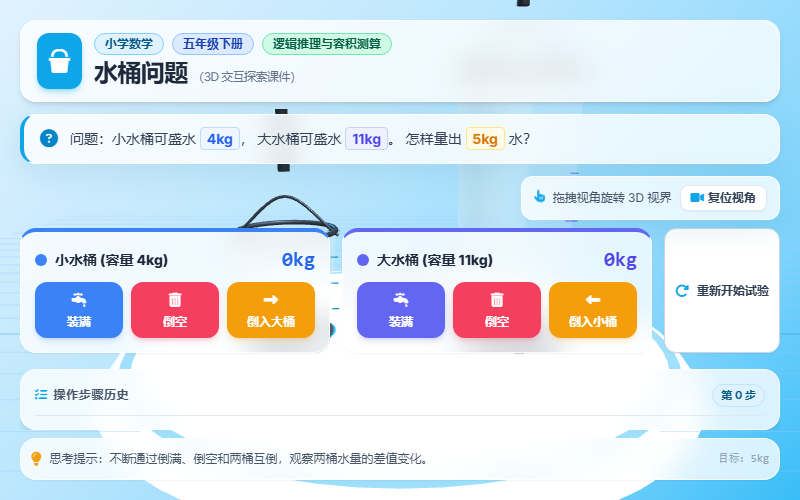 小学数学 五年级下册 逻辑推理与容积测算
水桶问题 (3D 交互探索课件)
? 问题：小水桶可盛水 4kg， 大水桶可盛水 11kg 。 怎样量出 5kg 水?
拖拽视角旋转 3D 视界 复位视角
小水桶 (容量 4kg) 0kg
装满 倒空 倒入大桶
大水桶 (容量 11kg) 0kg
装满 倒空 倒入小桶
重新开始试验
操作步骤历史 第 0 步
思考提示：不断通过倒满、倒空和两桶互倒，观察两桶水量的差值变化。 目标：5kg